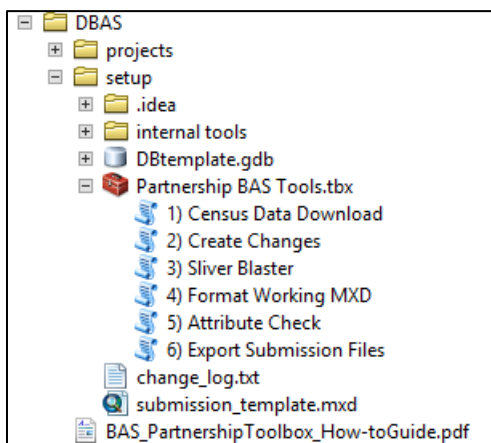 DBAS
projects
setup
.idea
internal tools
DBtemplate.gdb
Partnership BAS Tools.tbx
1) Census Data Download
2) Create Changes
3) Sliver Blaster
4) Format Working MXD
5) Attribute Check
6) Export Submission Files
change_log.txt
submission_template.mxd
BAS_PartnershipToolbox_How-toGuide.pdf